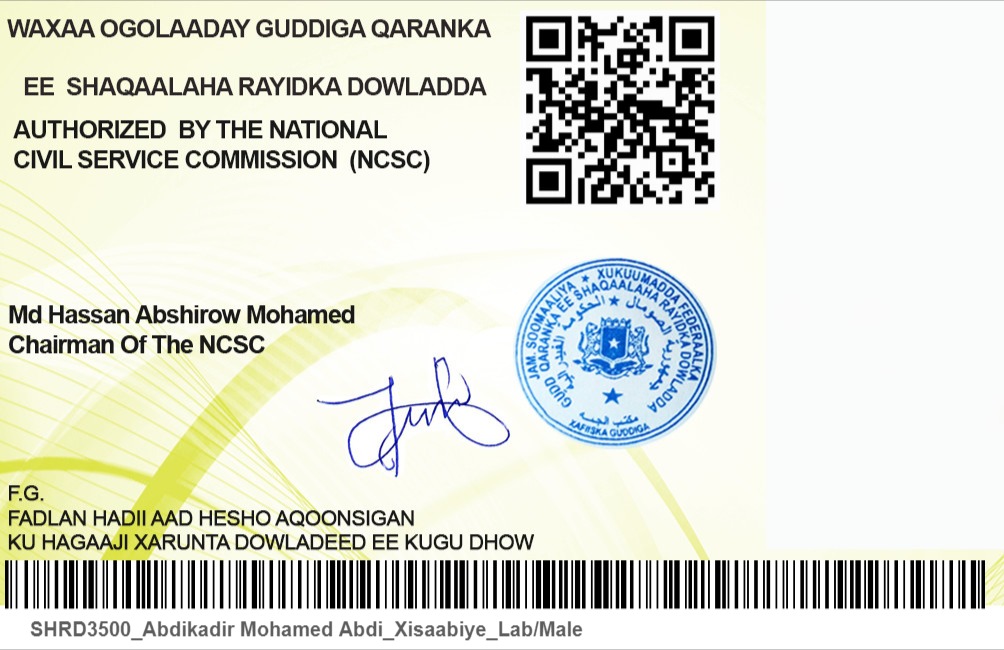 WAXAA OGOLAADAY GUDDIGA QARANKA
EE SHAQAALAHA RAYIDKA DOWLADDA
AUTHORIZED BY THE NATIONAL
CIVIL SERVICE COMMISSION (NCSC)
JAM. SOOMAALIYA ★ XUKUUMADDA FEDERAALKA
GUDD QARANKA EE SHAQAALAHA RAYIDKA DOWLADDA
XAFIISKA GUDDIGA
Md Hassan Abshirow Mohamed
Chairman Of The NCSC
F.G.
FADLAN HADII AAD HESHO AQOONSIGAN
KU HAGAAJI XARUNTA DOWLADEED EE KUGU DHOW
SHRD3500_Abdikadir Mohamed Abdi_Xisaabiye_Lab/Male